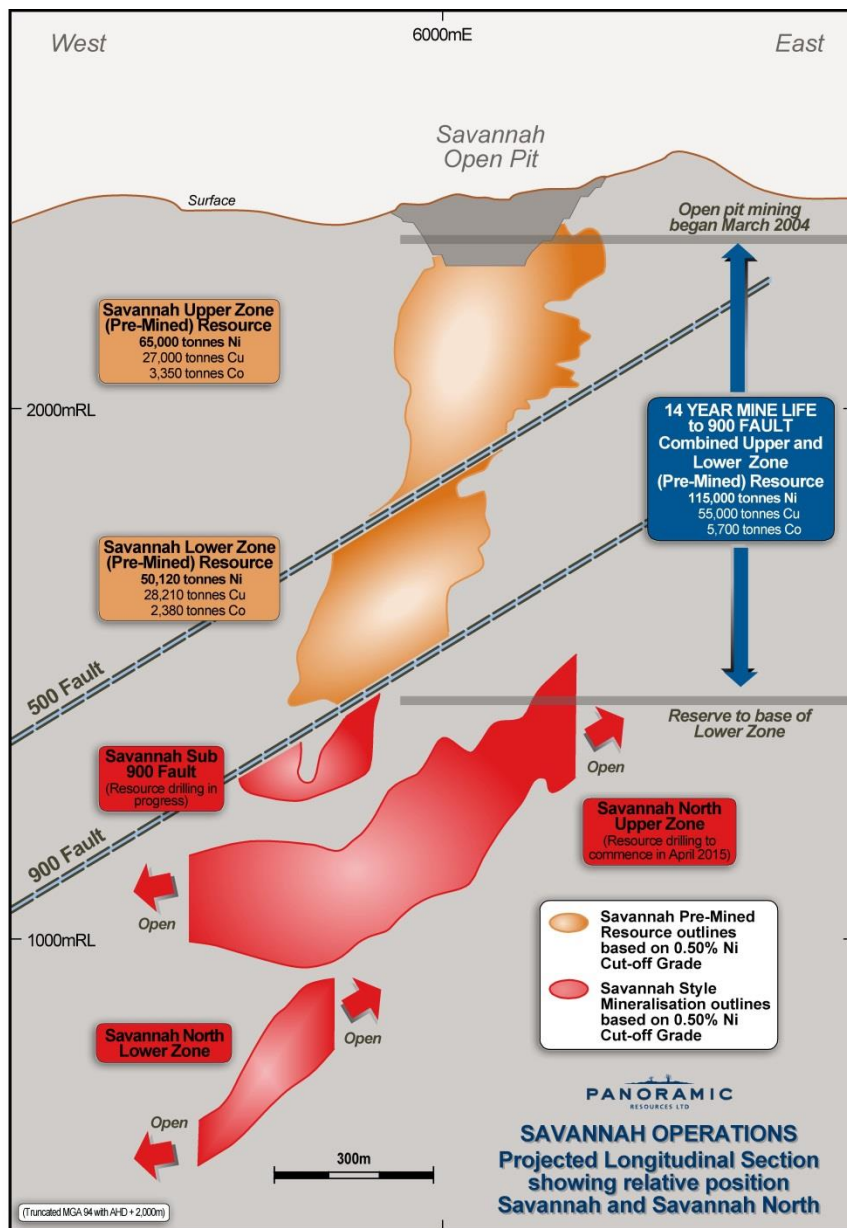 West
6000mE
East
Savannah
Open Pit
Surface
Open pit mining
began March 2004
Savannah Upper Zone
(Pre-Mined) Resource
65,000 tonnes Ni
27,000 tonnes Cu
3,350 tonnes Co
2000mRL
14 YEAR MINE LIFE
to 900 FAULT
Combined Upper and
Lower Zone
(Pre-Mined) Resource
115,000 tonnes Ni
55,000 tonnes Cu
5,700 tonnes Co
Savannah Lower Zone
(Pre-Mined) Resource
50,120 tonnes Ni
28,210 tonnes Cu
2,380 tonnes Co
500 Fault
Reserve to base of
Lower Zone
Savannah Sub
900 Fault
(Resource drilling in
progress)
Open
Savannah North
Upper Zone
(Resource drilling to
commence in April 2015)
900 Fault
Open
1000mRL
Savannah Pre-Mined
Resource outlines
based on 0.50% Ni
Cut-off Grade
Savannah Style
Mineralisation outlines
based on 0.50% Ni
Cut-off Grade
Savannah North
Lower Zone
Open
Open
300m
PANORAMIC
RESOURCES LTD
SAVANNAH OPERATIONS
Projected Longitudinal Section
showing relative position
Savannah and Savannah North
(Truncated MGA 94 with AHD + 2,000m)